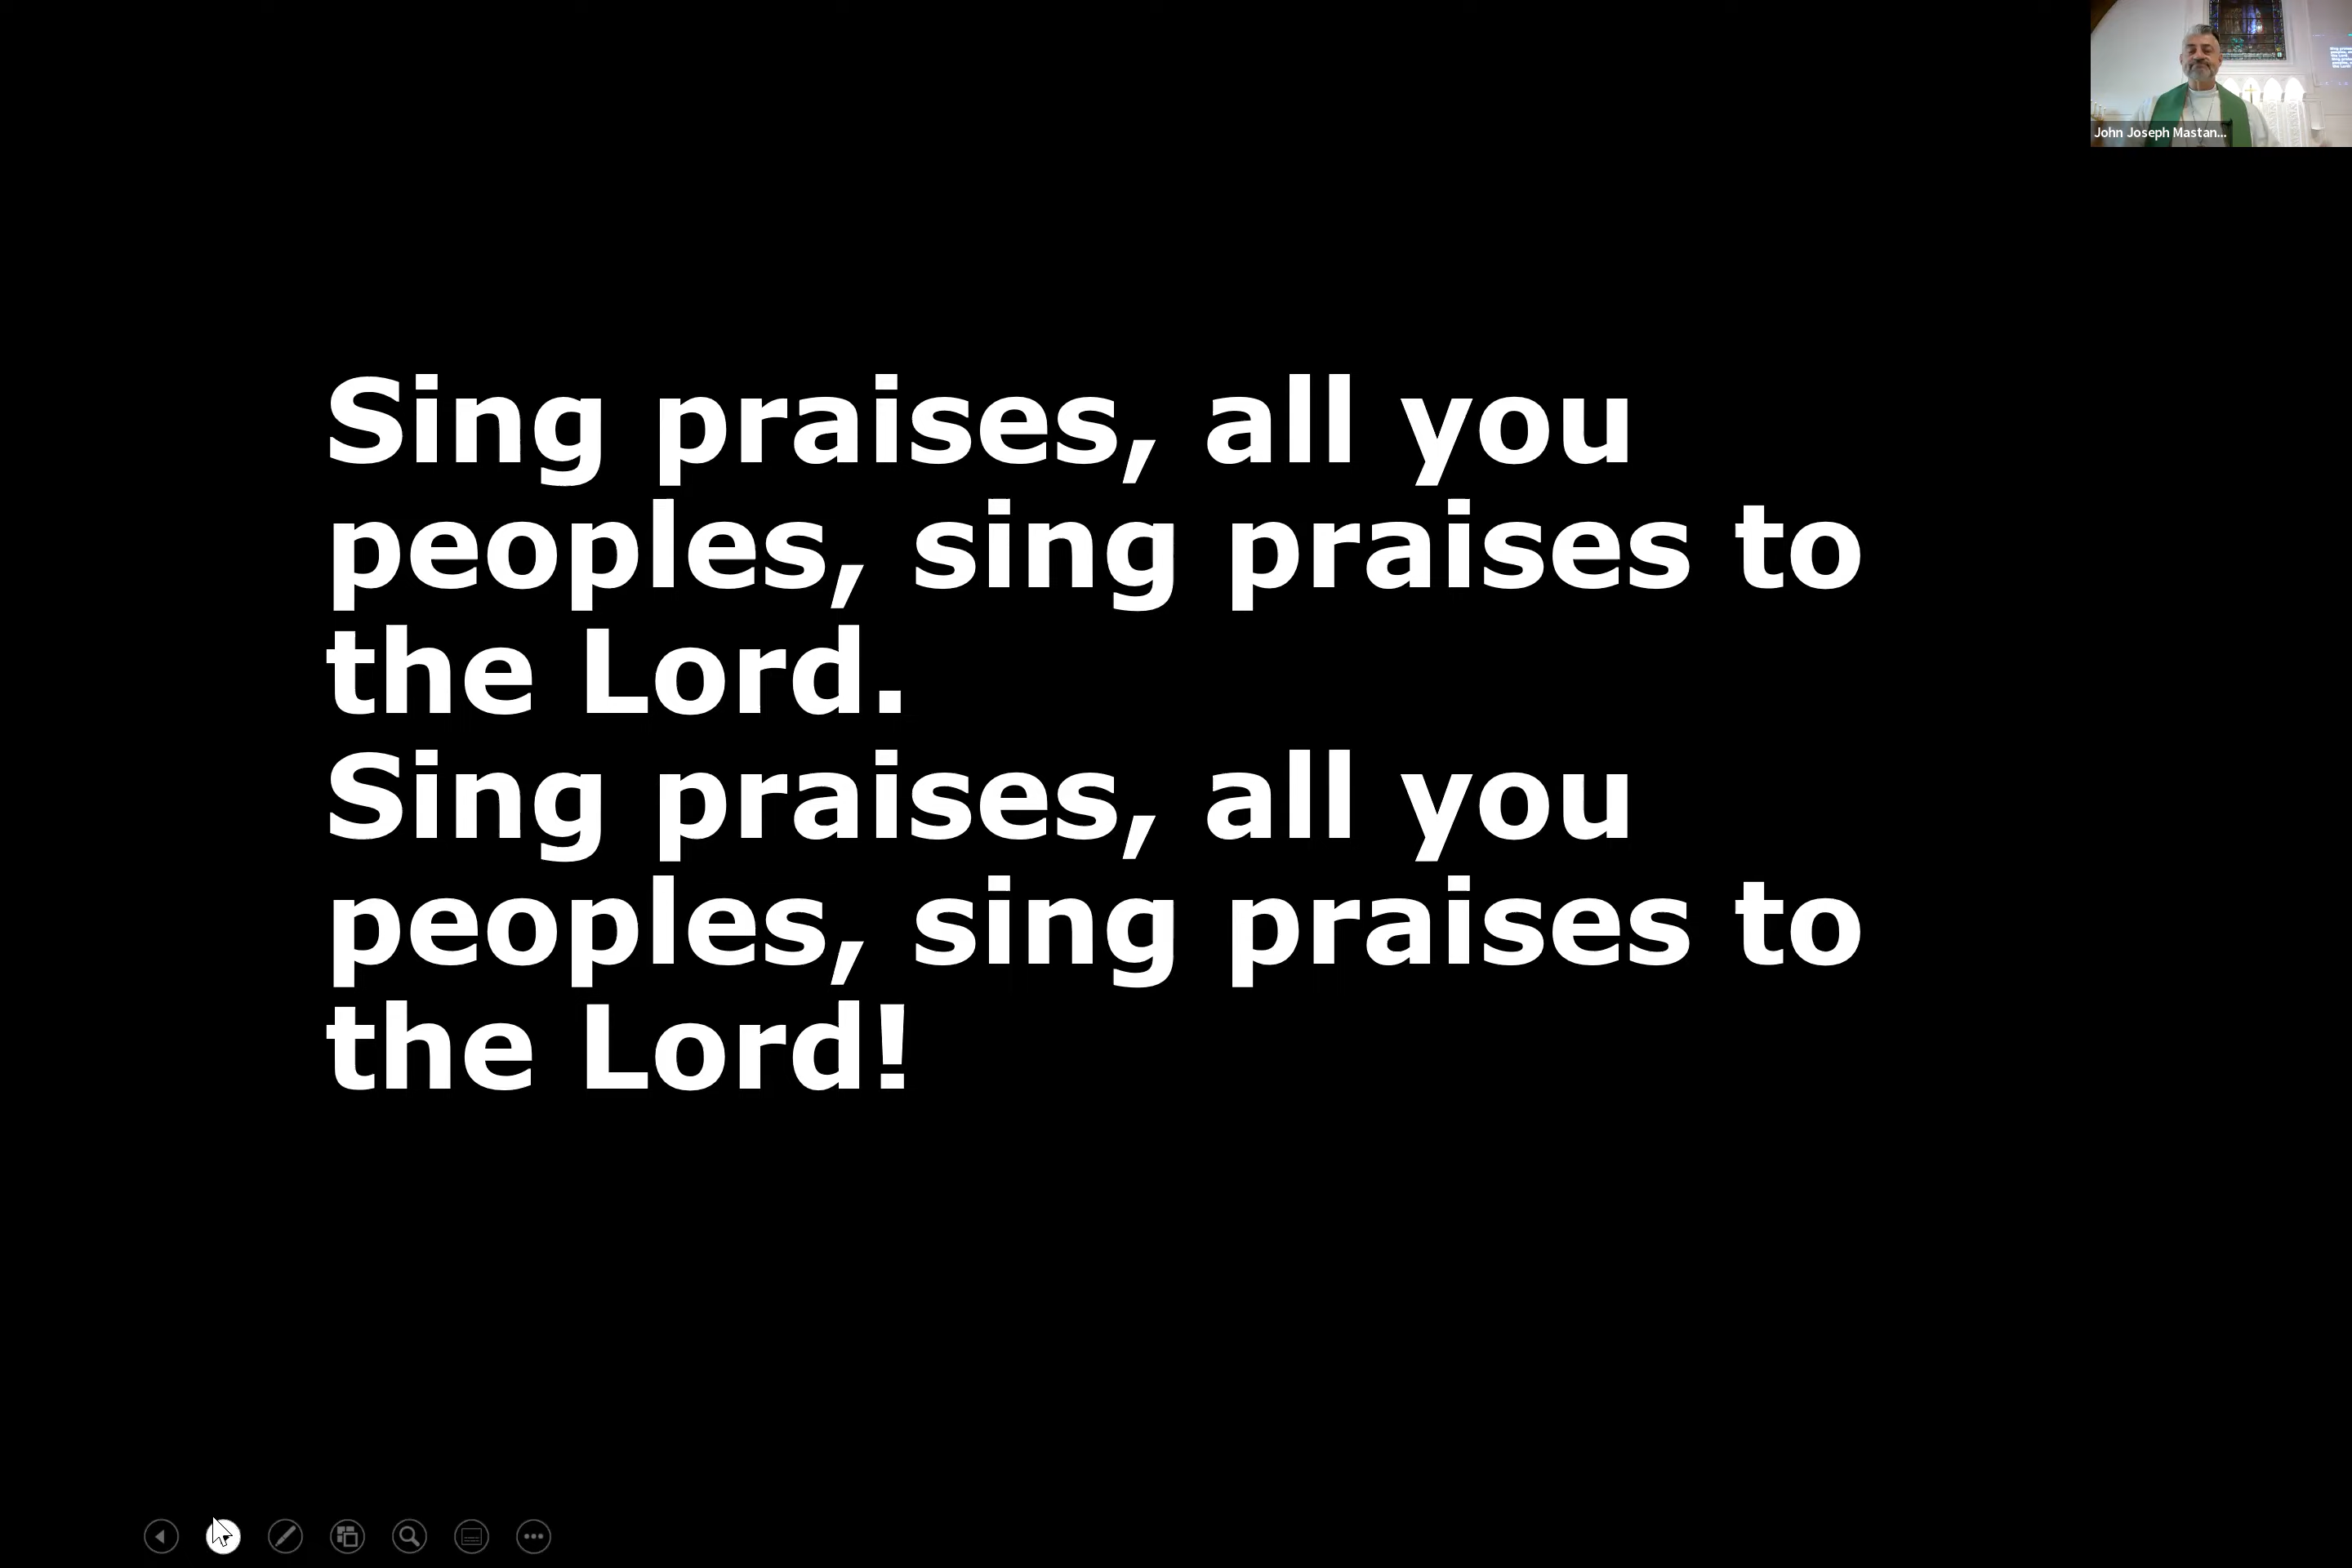 John Joseph Mastan...
Sing praises, all you
peoples, sing praises to
the Lord.
Sing praises, all you
peoples, sing praises to
the Lord!